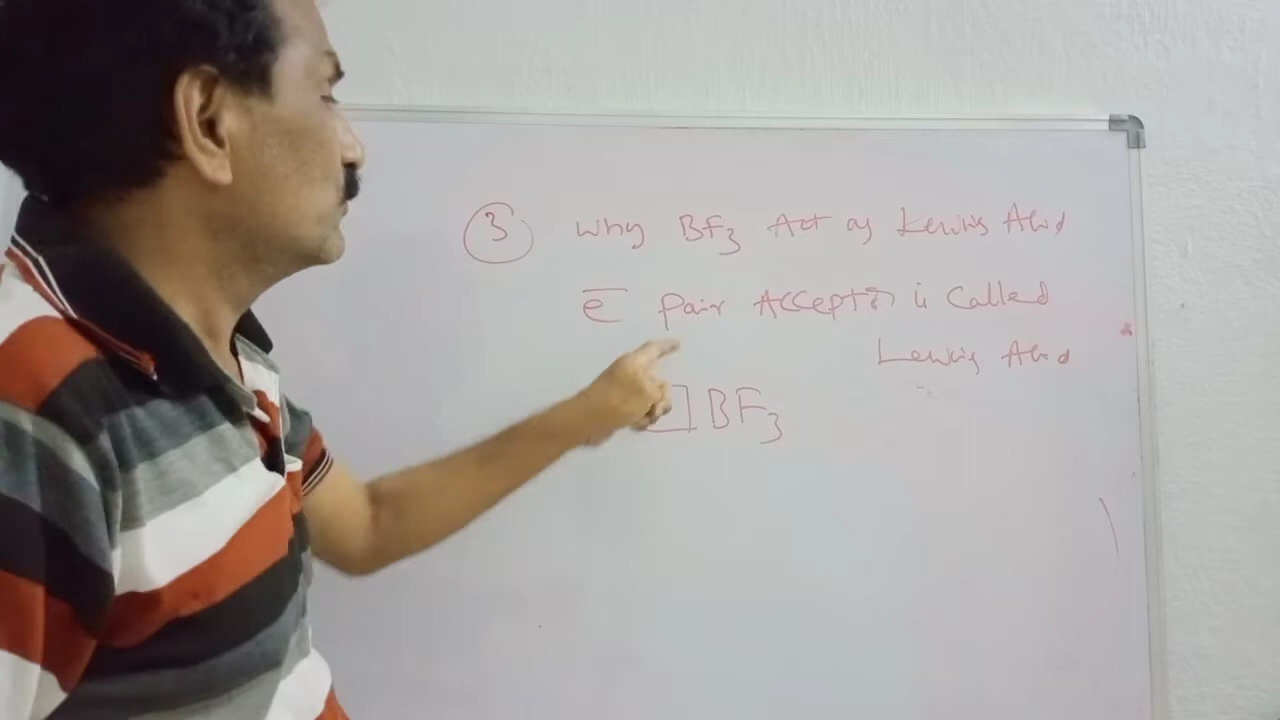 3 Why BF3 Act as Lewis Acid
e̅ pair Acceptor is called
Lewis Acid
BF3